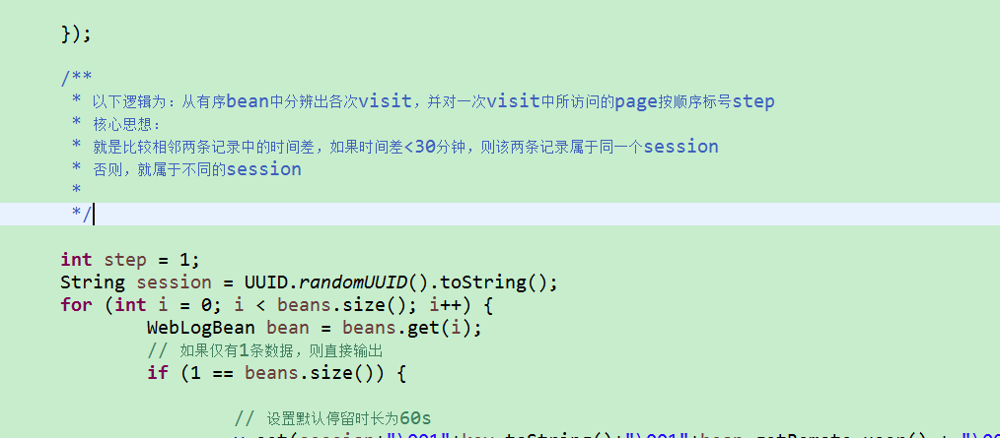 });
/**
* 以下逻辑为:从有序bean中分辨出各次visit,并对一次visit中所访问的page按顺序标号step
* 核心思想:
* 就是比较相邻两条记录中的时间差,如果时间差<30分钟,则该两条记录属于同一个session
* 否则,就属于不同的session
*
*/
int step = 1;
String session = UUID.randomUUID().toString();
for (int i = 0; i < beans.size(); i++) {
WebLogBean bean = beans.get(i);
// 如果仅有1条数据,则直接输出
if (1 == beans.size()) {
// 设置默认停留时长为60s